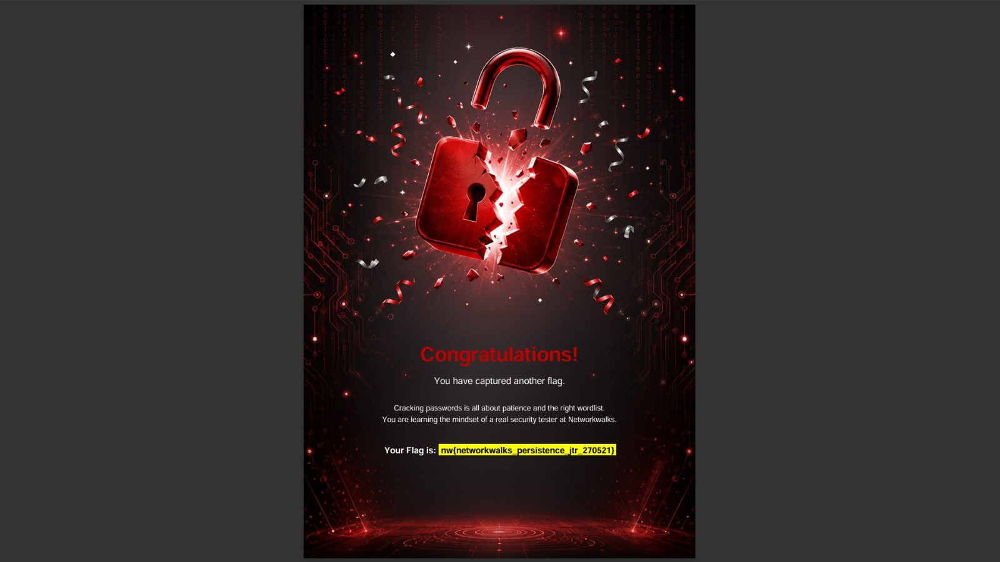 Congratulations!
You have captured another flag.
Cracking passwords is all about patience and the right wordlist.
You are learning the mindset of a real security tester at Networkwalks.
Your Flag is: nw{networkwalks_persistence_jtr_270521}